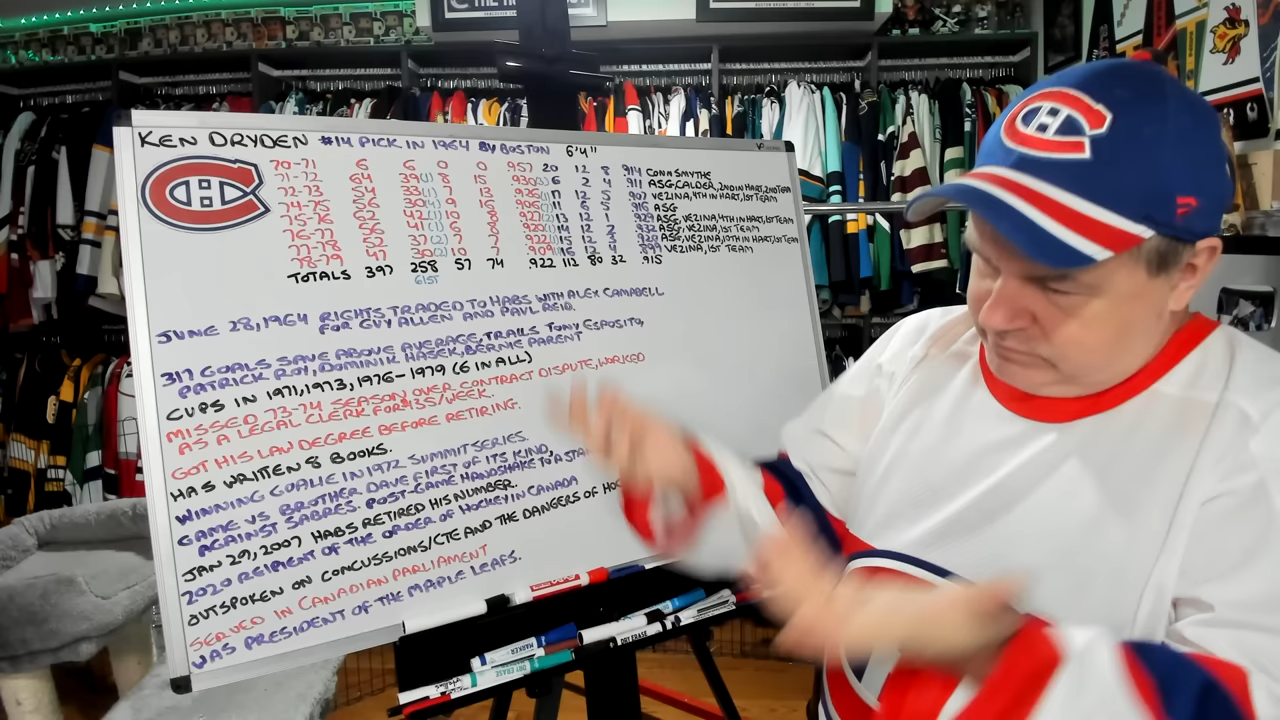 KEN DRYDEN #14 PICK IN 1964 BY BOSTON 6'4"
70-71 6 6 0 0 .957 20 12 8 .914 CONN SMYTHE
71-72 64 39 8 15 .930 6 2 4 .911 ASG, CALDER, 2ND IN HART, 2ND TEAM
72-73 54 33 7 13 .926 17 12 5 .907 VEZINA, 4TH IN HART, 1ST TEAM
74-75 56 30 9 16 .906 11 6 5 .916 ASG
75-76 62 42 10 8 .927 13 12 1 .929 ASG, VEZINA, 4TH IN HART, 1ST TEAM
76-77 56 41 6 8 .920 14 12 2 .932 ASG, VEZINA, 1ST TEAM
77-78 52 37 7 7 .922 15 12 3 .920 ASG, VEZINA, 10TH IN HART, 1ST TEAM
78-79 47 30 10 7 .909 16 12 4 VEZINA, 1ST TEAM
TOTALS 397 258 57 74 .922 112 80 32 .915
61ST
JUNE 28, 1964 RIGHTS TRADED TO HABS WITH ALEX CAMPBELL
FOR GUY ALLEN AND PAUL REID.
317 GOALS SAVE ABOVE AVERAGE, TRAILS TONY ESPOSITO,
PATRICK ROY, DOMINIK HASEK, BERNIE PARENT
CUPS IN 1971, 1973, 1976-1979 (6 IN ALL)
MISSED 73-74 SEASON OVER CONTRACT DISPUTE, WORKED
AS A LEGAL CLERK FOR $135/WEEK.
GOT HIS LAW DEGREE BEFORE RETIRING.
HAS WRITTEN 8 BOOKS.
WINNING GOALIE IN 1972 SUMMIT SERIES.
GAME VS BROTHER DAVE FIRST OF ITS KIND,
AGAINST SABRES. POST-GAME HANDSHAKE TO A STA
JAN 29, 2007 HABS RETIRED HIS NUMBER.
2020 REIPIENT OF THE ORDER OF HOCKEY IN CANADA
OUTSPOKEN ON CONCUSSIONS/CTE AND THE DANGERS OF HOC
SERVED IN CANADIAN PARLIAMENT
WAS PRESIDENT OF THE MAPLE LEAFS.